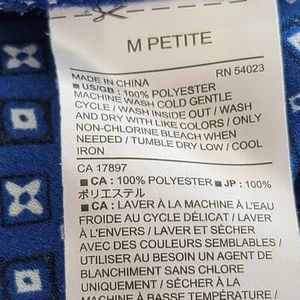 M PETITE
MADE IN CHINA RN 54023
US/GB: 100% POLYESTER
MACHINE WASH COLD GENTLE
CYCLE / WASH INSIDE OUT / WASH
AND DRY WITH LIKE COLORS / ONLY
NON-CHLORINE BLEACH WHEN
NEEDED / TUMBLE DRY LOW / COOL
IRON
CA 17897
CA : 100% POLYESTER JP : 100%
ポリエステル
CA : LAVER À LA MACHINE À L'EAU
FROIDE AU CYCLE DÉLICAT / LAVER
À L'ENVERS / LAVER ET SÉCHER
AVEC DES COULEURS SEMBLABLES /
UTILISER AU BESOIN UN AGENT DE
BLANCHIMENT SANS CHLORE
UNIQUEMENT / SÉCHER À LA
MACHINE À BASSE TEMPÉRATURE /